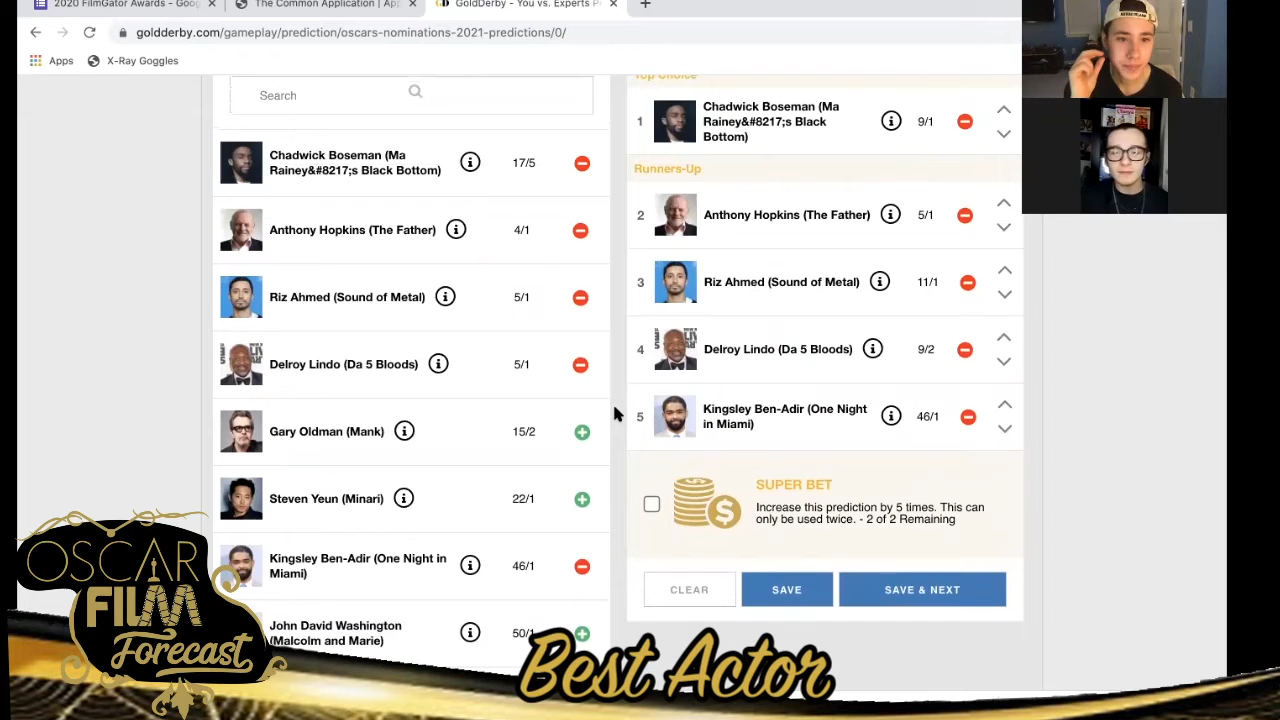 2020 FilmGator Awards - Goog
The Common Application | App
GoldDerby - You vs. Experts P
goldderby.com/gameplay/prediction/oscars-nominations-2021-predictions/0/
Apps
X-Ray Goggles
Search
Chadwick Boseman (Ma
Rainey&#8217;s Black Bottom)
17/5
Anthony Hopkins (The Father)
4/1
Riz Ahmed (Sound of Metal)
5/1
Delroy Lindo (Da 5 Bloods)
5/1
Gary Oldman (Mank)
15/2
Steven Yeun (Minari)
22/1
Kingsley Ben-Adir (One Night in
Miami)
46/1
John David Washington
(Malcolm and Marie)
50/1
Top Choice
1
Chadwick Boseman (Ma
Rainey&#8217;s Black
Bottom)
9/1
Runners-Up
2
Anthony Hopkins (The Father)
5/1
3
Riz Ahmed (Sound of Metal)
11/1
4
Delroy Lindo (Da 5 Bloods)
9/2
5
Kingsley Ben-Adir (One Night
in Miami)
46/1
SUPER BET
Increase this prediction by 5 times. This can
only be used twice. - 2 of 2 Remaining
CLEAR
SAVE
SAVE & NEXT
OSCAR
FILM
Forecast
Best Actor